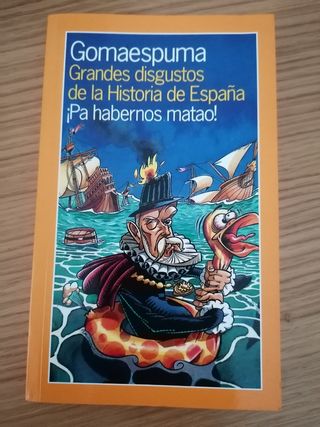 Gomaespuma
Grandes disgustos
de la Historia de España
¡Pa habernos matao!